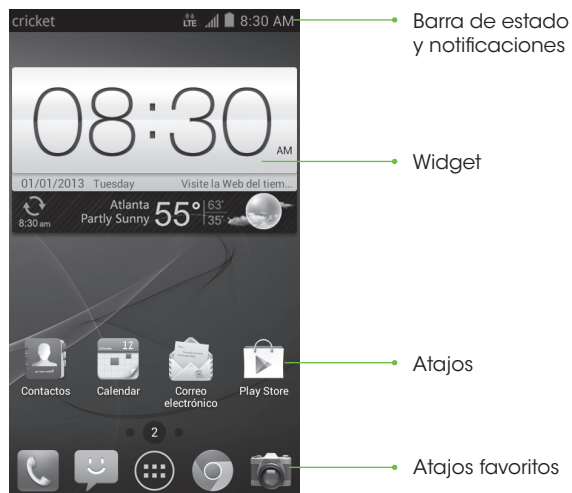 cricket LTE 8:30 AM
Barra de estado
y notificaciones
08:30 AM
Widget
01/01/2013 Tuesday Visite la Web del tiem...
8:30 am
Atlanta
Partly Sunny
55° 63° 35°
Calendar 12
Contactos Calendar Correo
electrónico Play Store
Atajos
2
Atajos favoritos